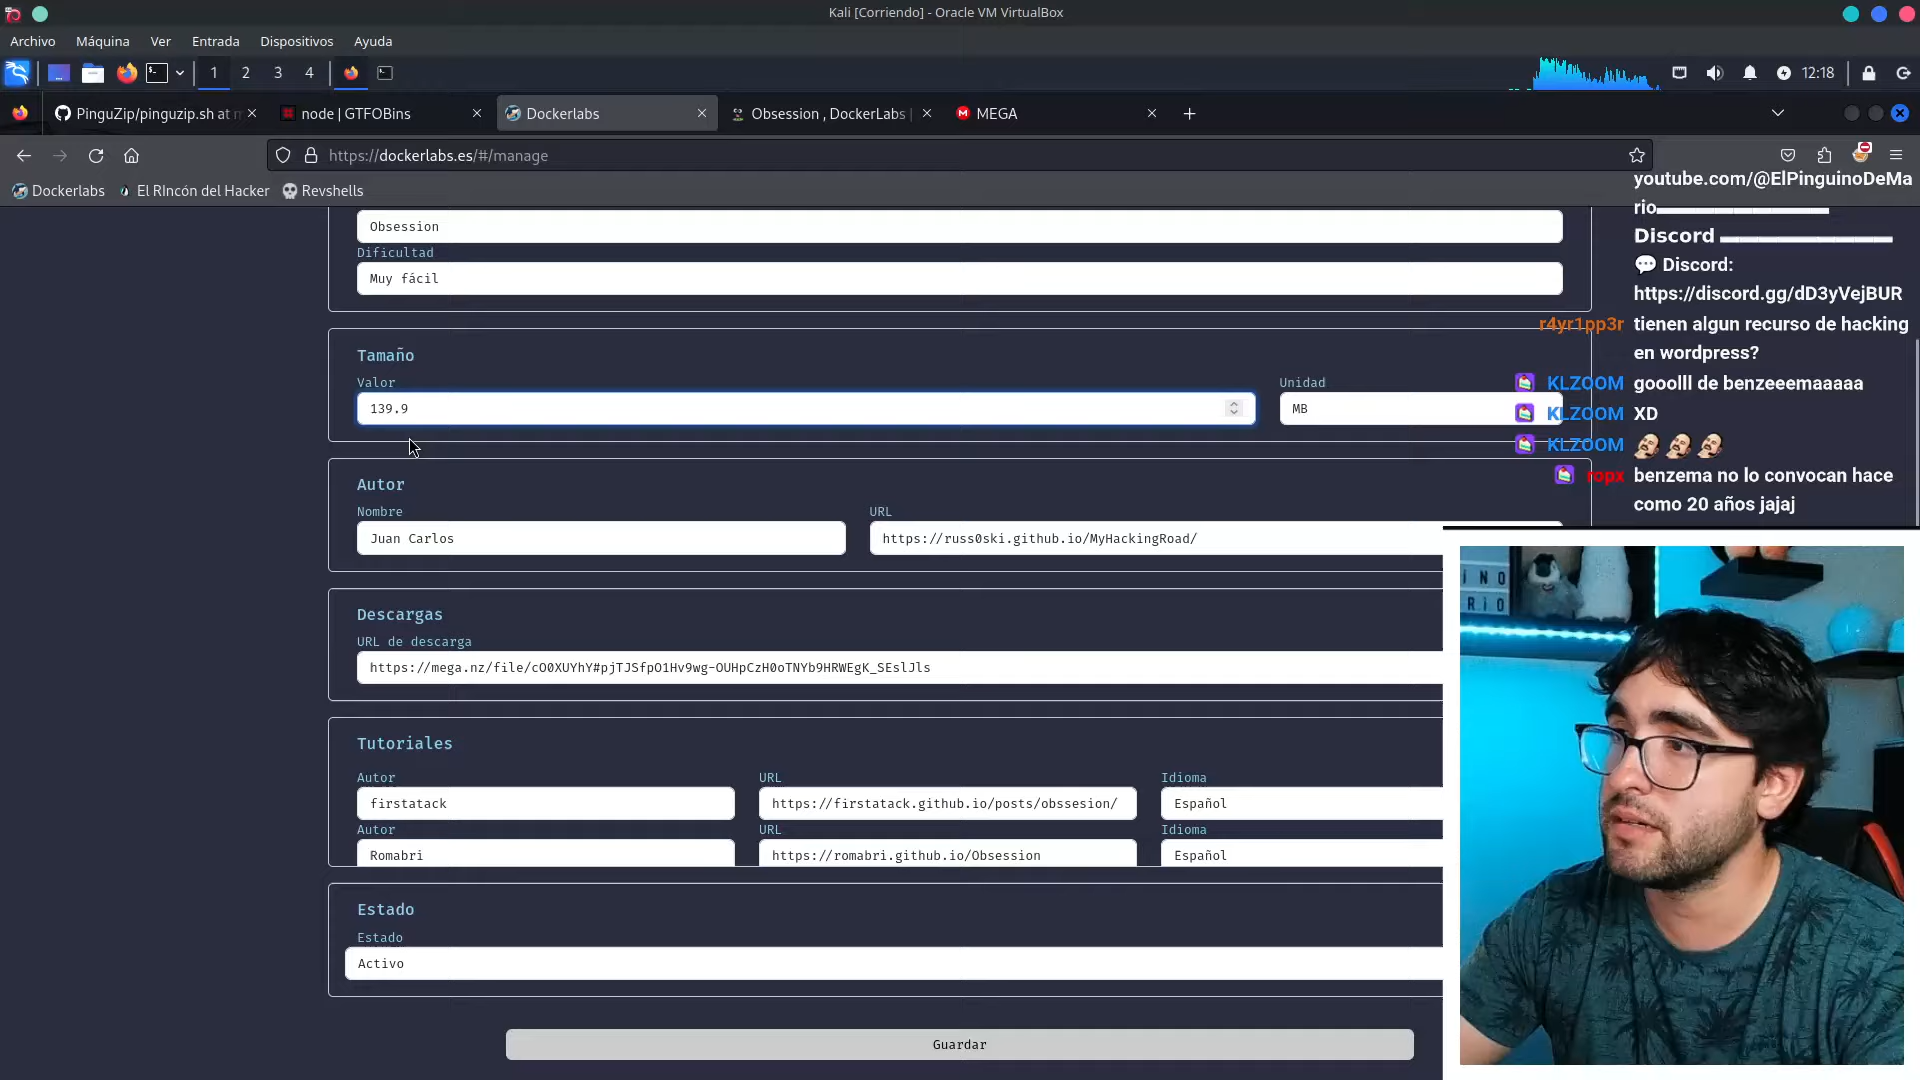 Kali [Corriendo] - Oracle VM VirtualBox
Archivo Máquina Ver Entrada Dispositivos Ayuda
1 2 3 4 12:18
PinguZip/pinguzip.sh at m node | GTFOBins Dockerlabs Obsession , DockerLabs | MEGA
https://dockerlabs.es/#/manage
Dockerlabs El RIncón del Hacker Revshells
youtube.com/@ElPinguinoDeMa
rio
Discord
💬 Discord:
https://discord.gg/dD3yVejBUR
r4yr1pp3r tienen algun recurso de hacking
en wordpress?
KLZOOM gooolll de benzeeemaaaaa
KLZOOM XD
KLZOOM
ropx benzema no lo convocan hace
como 20 años jajaj
Obsession
Dificultad
Muy fácil
Tamaño
Valor Unidad
139.9 MB
Autor
Nombre URL
Juan Carlos https://russ0ski.github.io/MyHackingRoad/
Descargas
URL de descarga
https://mega.nz/file/cO0XUYhY#pjTJSfpO1Hv9wg-OUHpCzH0oTNYb9HRWEgK_SEslJls
Tutoriales
Autor URL Idioma
firstatack https://firstatack.github.io/posts/obssesion/ Español
Autor URL Idioma
Romabri https://romabri.github.io/Obsession Español
Estado
Estado
Activo
Guardar
INO
RIO